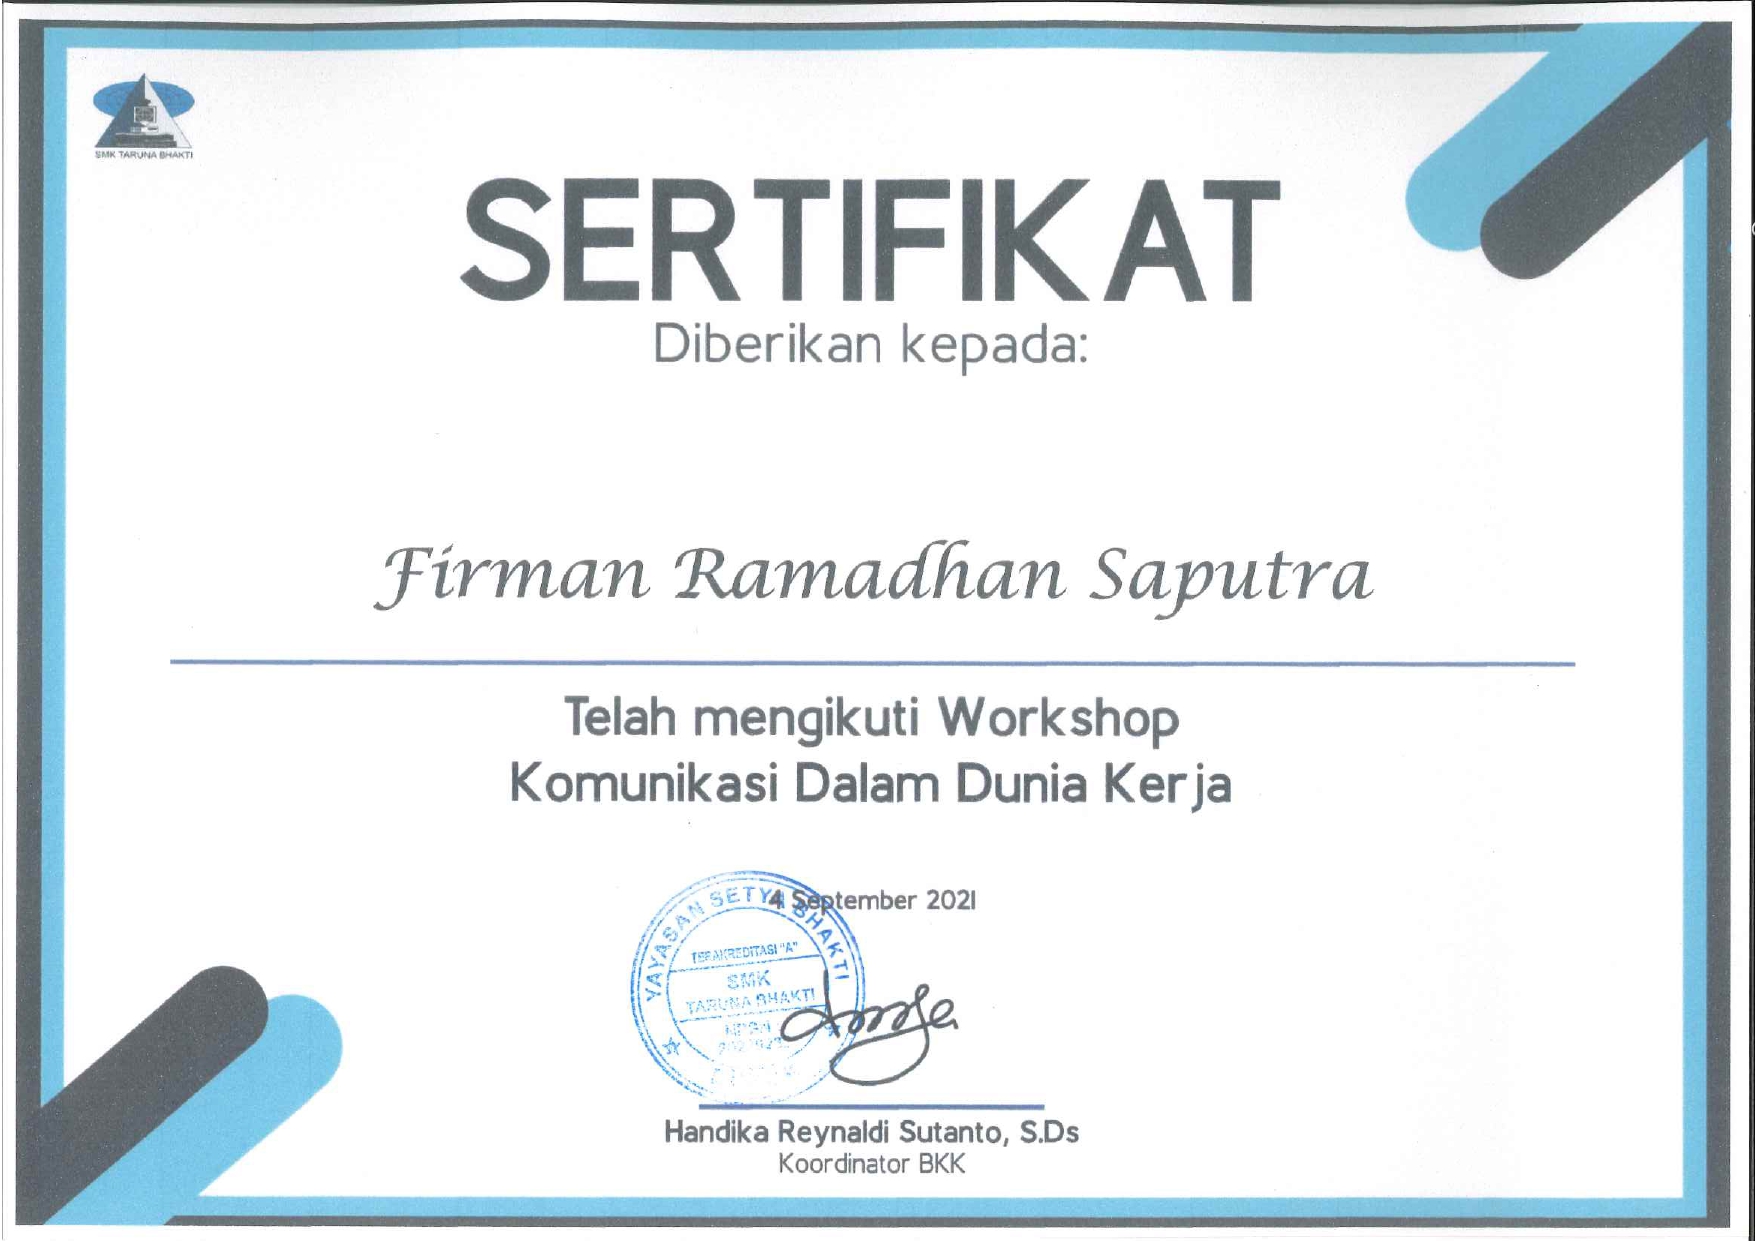 SMK TARUNA BHAKTI
SERTIFIKAT
Diberikan kepada:
Firman Ramadhan Saputra
Telah mengikuti Workshop
Komunikasi Dalam Dunia Kerja
4 September 2021
YAYASAN SETYA BHAKTI
TERAKREDITASI "A"
SMK
TARUNA BHAKTI
NPSN
Handika Reynaldi Sutanto, S.Ds
Koordinator BKK